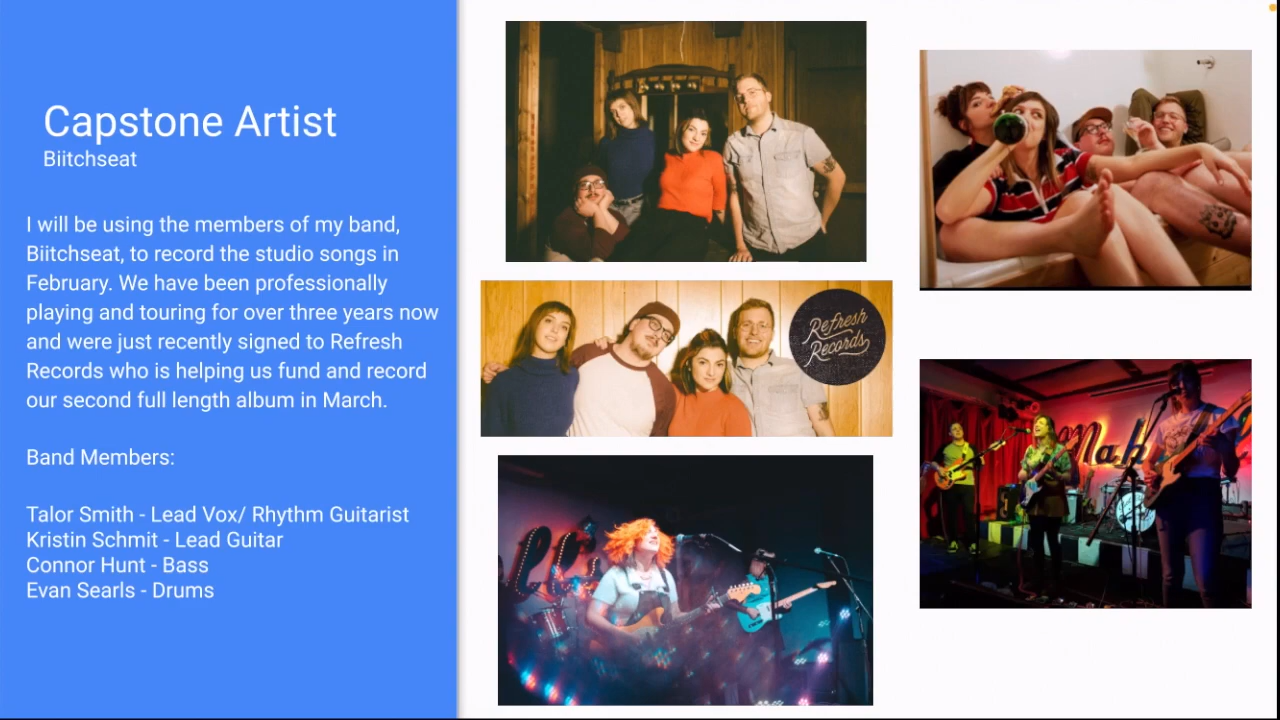 Capstone Artist
Biitchseat
I will be using the members of my band,
Biitchseat, to record the studio songs in
February. We have been professionally
playing and touring for over three years now
and were just recently signed to Refresh
Records who is helping us fund and record
our second full length album in March.
Band Members:
Talor Smith - Lead Vox/ Rhythm Guitarist
Kristin Schmit - Lead Guitar
Connor Hunt - Bass
Evan Searls - Drums
Refresh
Records